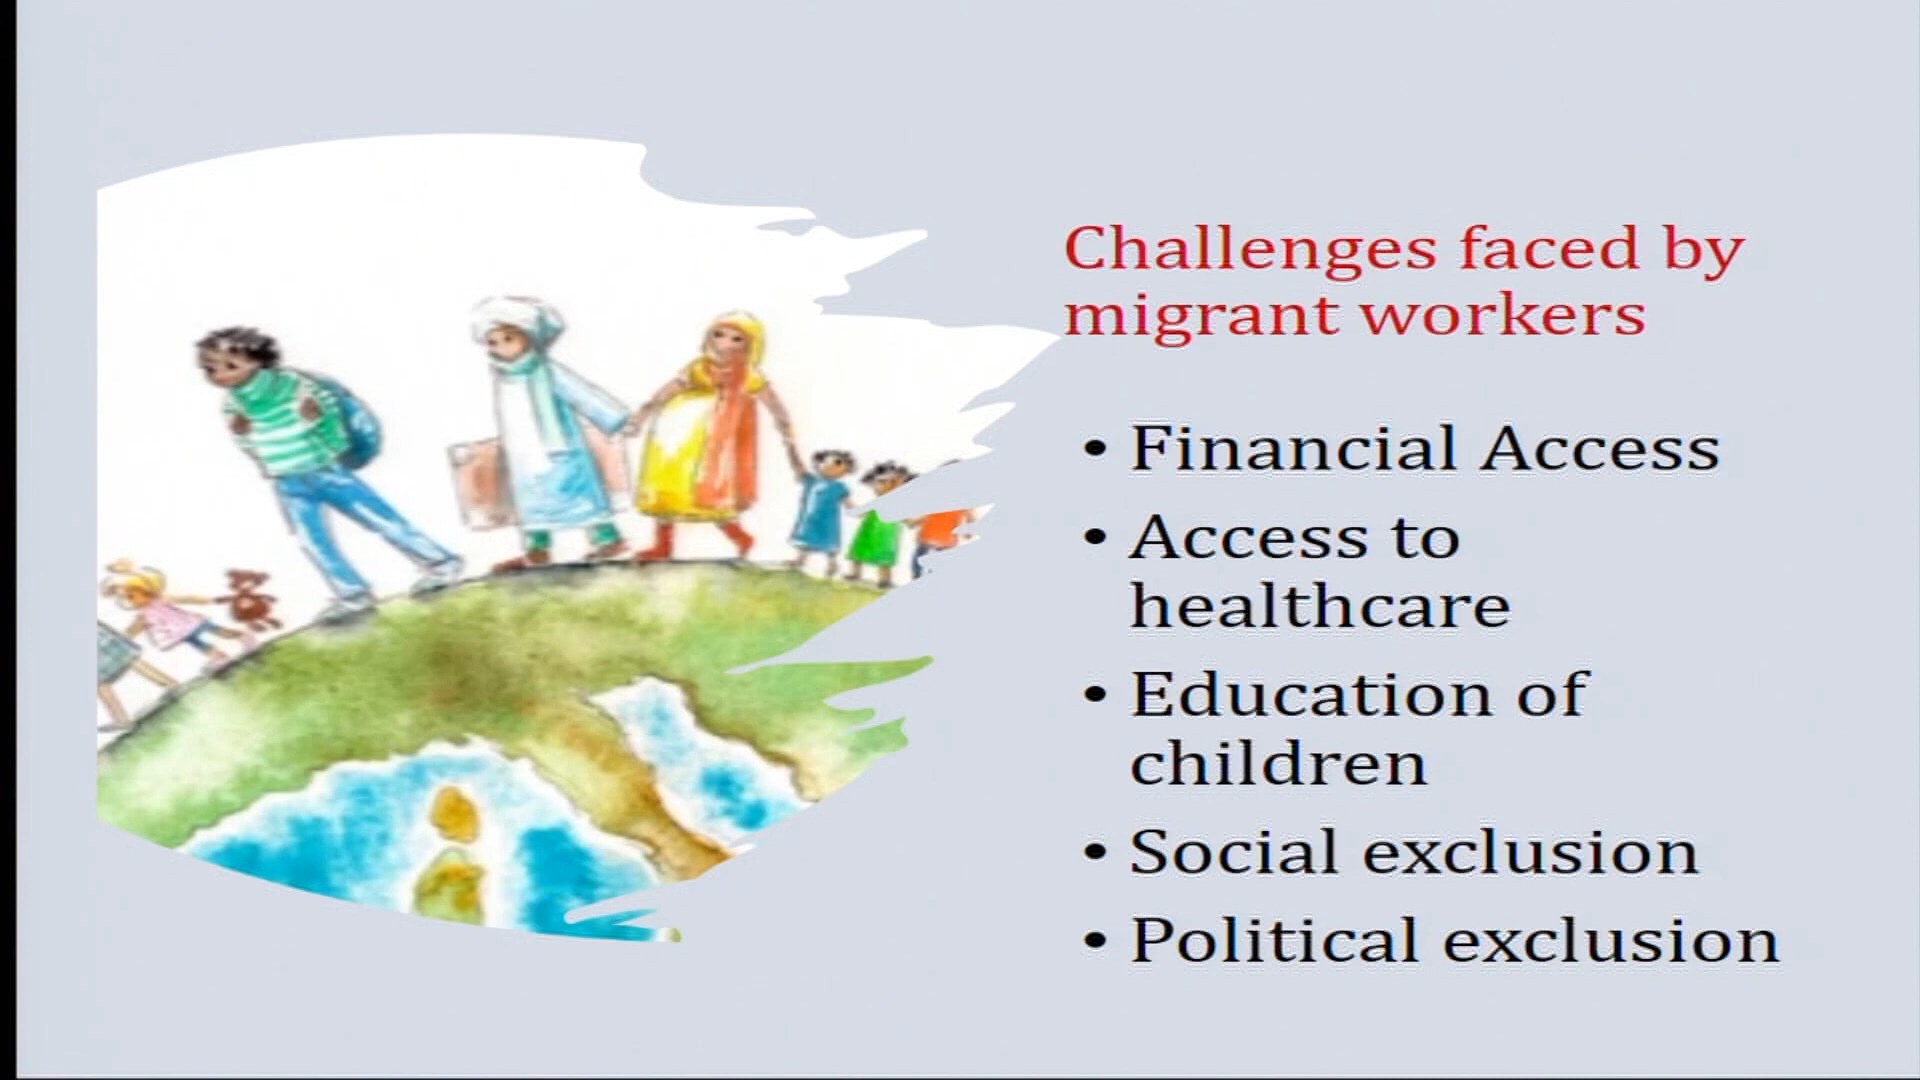 Challenges faced by
migrant workers
• Financial Access
• Access to
healthcare
• Education of
children
• Social exclusion
• Political exclusion